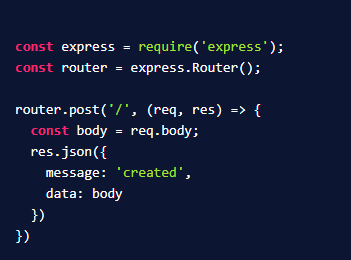 const express = require('express');
const router = express.Router();

router.post('/', (req, res) => {
  const body = req.body;
  res.json({
    message: 'created',
    data: body
  })
})